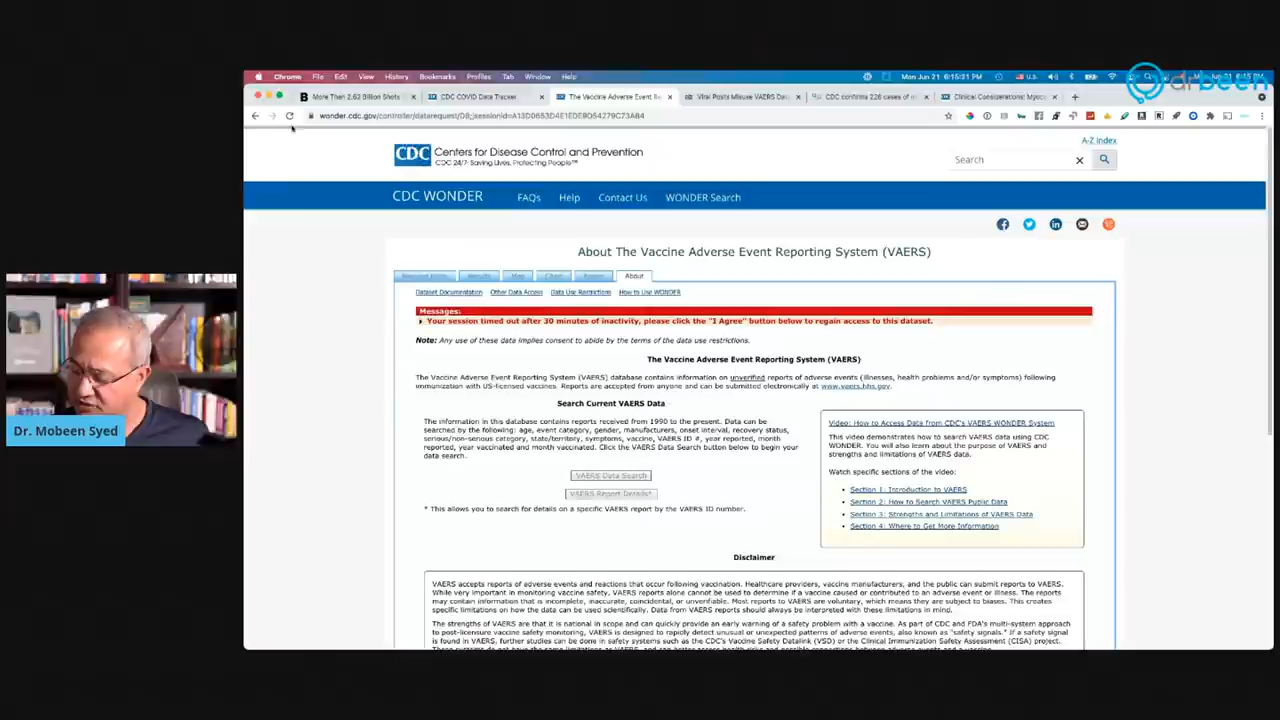 drbeen
Chrome File Edit View History Bookmarks Profiles Tab Window Help
Mon Jun 21 6:15:31 PM
More Than 2.62 Billion Shots
CDC COVID Data Tracker
The Vaccine Adverse Event Re
Viral Posts Misuse VAERS Dat
CDC confirms 226 cases of m
Clinical Considerations: Myoc
CDC Centers for Disease Control and Prevention
CDC 24/7: Saving Lives, Protecting People™
A-Z Index
Search
CDC WONDER FAQs Help Contact Us WONDER Search
About The Vaccine Adverse Event Reporting System (VAERS)
Map Chart About
Dataset Documentation Other Data Access Data Use Restrictions How to Use WONDER
Messages:
Your session timed out after 30 minutes of inactivity, please click the "I Agree" button below to regain access to this dataset.
Note: Any use of these data implies consent to abide by the terms of the data use restrictions.
The Vaccine Adverse Event Reporting System (VAERS)
The Vaccine Adverse Event Reporting System (VAERS) database contains information on unverified reports of adverse events (illnesses, health problems and/or symptoms) following
immunization with US-licensed vaccines. Reports are accepted from anyone and can be submitted electronically at www.vaers.hhs.gov.
Search Current VAERS Data
The information in this database contains reports received from 1990 to the present. Data can be
searched by the following: age, event category, gender, manufacturers, onset interval, recovery status,
serious/non-serious category, state/territory, symptoms, vaccine, VAERS ID #, year reported, month
reported, year vaccinated and month vaccinated. Click the VAERS Data Search button below to begin your
data search.
VAERS Data Search
VAERS Report Details*
* This allows you to search for details on a specific VAERS report by the VAERS ID number.
Video: How to Access Data from CDC's VAERS WONDER System
This video demonstrates how to search VAERS data using CDC
WONDER. You will also learn about the purpose of VAERS and
strengths and limitations of VAERS data.
Watch specific sections of the video:
Section 1: Introduction to VAERS
Section 2: How to Search VAERS Public Data
Section 3: Strengths and Limitations of VAERS Data
Section 4: Where to Get More Information
Disclaimer
VAERS accepts reports of adverse events and reactions that occur following vaccination. Healthcare providers, vaccine manufacturers, and the public can submit reports to VAERS.
While very important in monitoring vaccine safety, VAERS reports alone cannot be used to determine if a vaccine caused or contributed to an adverse event or illness. The reports
may contain information that is incomplete, inaccurate, coincidental, or unverifiable. Most reports to VAERS are voluntary, which means they are subject to biases. This creates
specific limitations on how the data can be used scientifically. Data from VAERS reports should always be interpreted with these limitations in mind.
The strengths of VAERS are that it is national in scope and can quickly provide an early warning of a safety problem with a vaccine. As part of CDC and FDA's multi-system approach
to post-licensure vaccine safety monitoring, VAERS is designed to rapidly detect unusual or unexpected patterns of adverse events, also known as "safety signals." If a safety signal
is found in VAERS, further studies can be done in safety systems such as the CDC's Vaccine Safety Datalink (VSD) or the Clinical Immunization Safety Assessment (CISA) project.
Dr. Mobeen Syed